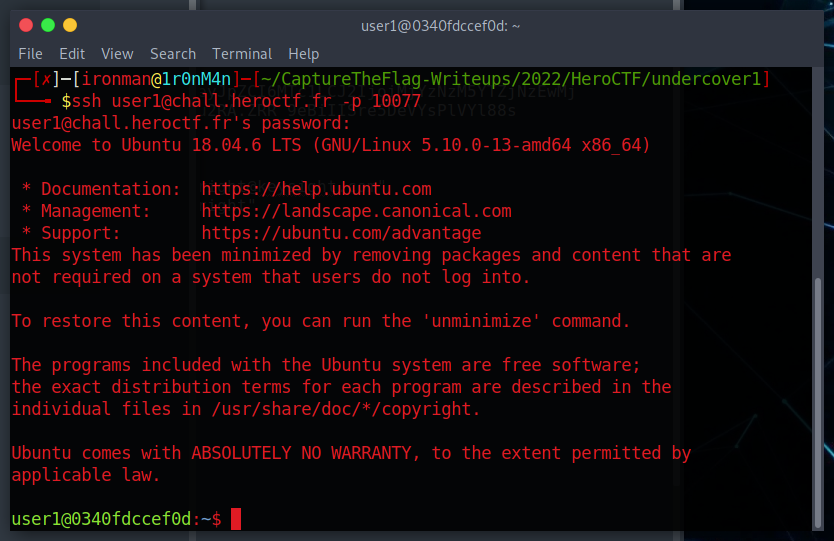 user1@0340fdccef0d: ~
File Edit View Search Terminal Help
┌─[✗]─[ironman@1r0nM4n]─[~/CaptureTheFlag-Writeups/2022/HeroCTF/undercover1]
└──╼ $ssh user1@chall.heroctf.fr -p 10077
user1@chall.heroctf.fr's password:
Welcome to Ubuntu 18.04.6 LTS (GNU/Linux 5.10.0-13-amd64 x86_64)
* Documentation: https://help.ubuntu.com
* Management: https://landscape.canonical.com
* Support: https://ubuntu.com/advantage
This system has been minimized by removing packages and content that are
not required on a system that users do not log into.
To restore this content, you can run the 'unminimize' command.
The programs included with the Ubuntu system are free software;
the exact distribution terms for each program are described in the
individual files in /usr/share/doc/*/copyright.
Ubuntu comes with ABSOLUTELY NO WARRANTY, to the extent permitted by
applicable law.
user1@0340fdccef0d:~$